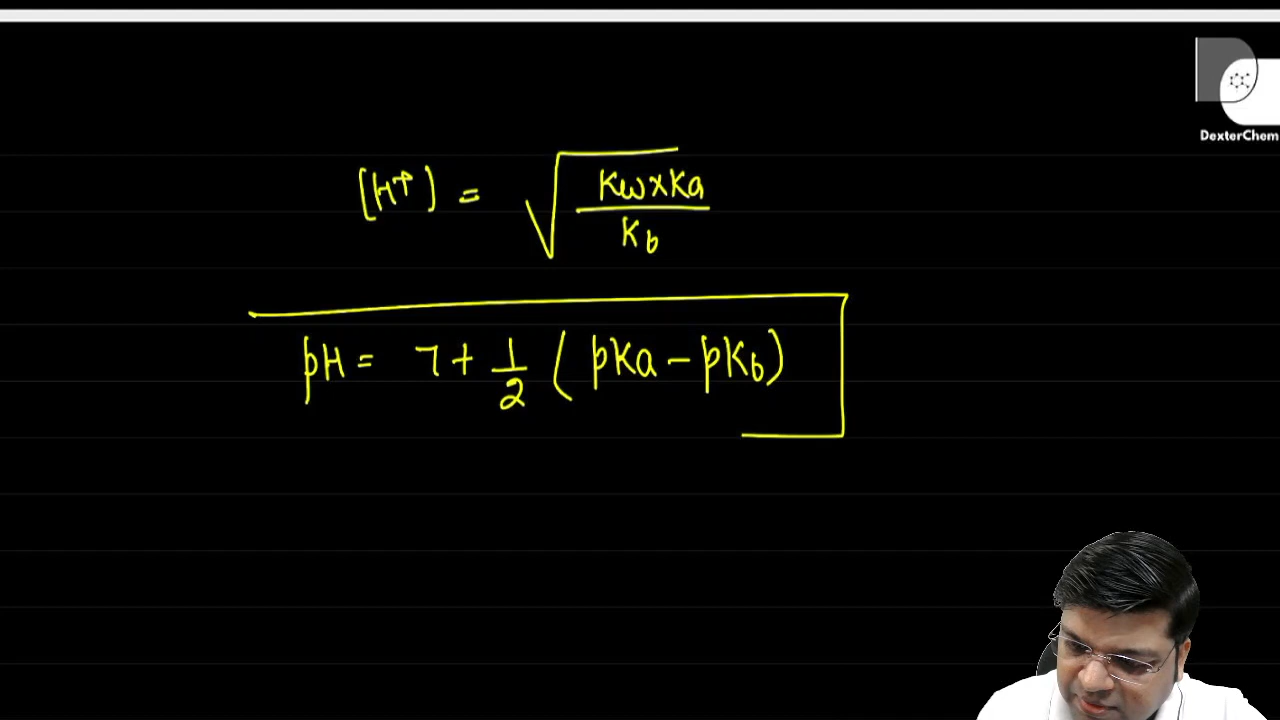 DexterChem
[H+] = √ Kw x Ka / Kb
pH = 7 + 1/2 ( pKa - pKb )